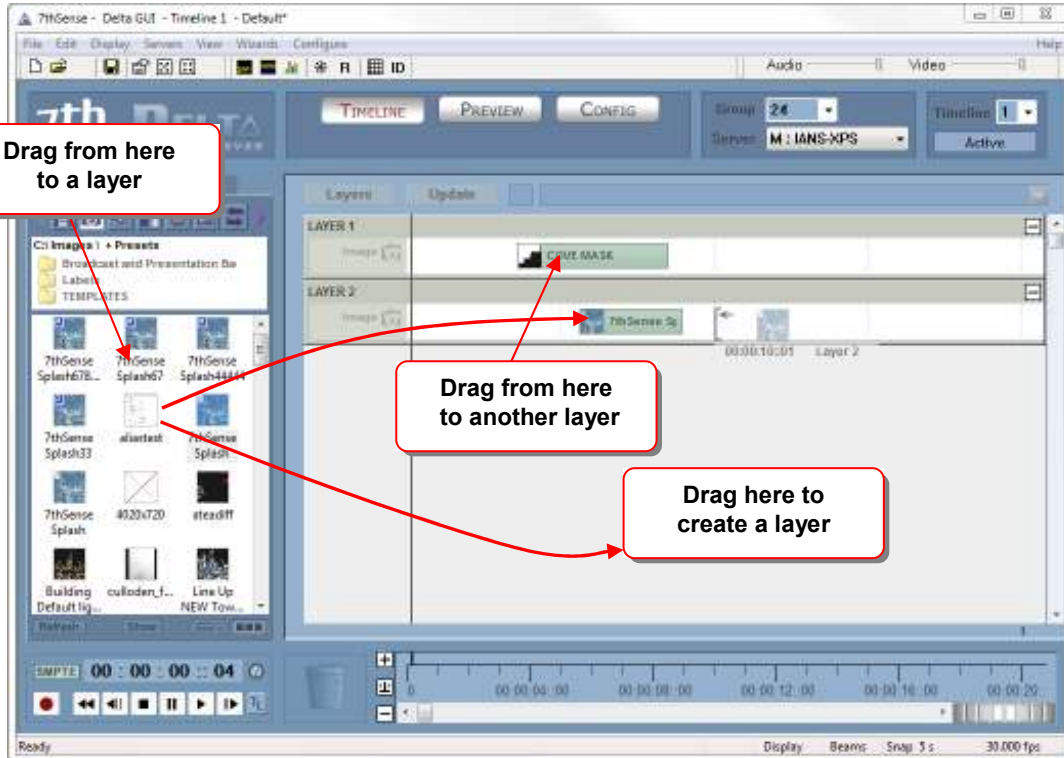 7thSense - Delta GUI - Timeline 1 - Default*
File Edit Display Servers View Wizards Configure Help
R ID Audio Video
7th DELTA
TIMELINE PREVIEW CONFIG
Group 24
Server M : IANS-XPS
Timeline 1
Active
Drag from here
to a layer
Layers Update
LAYER 1
Image
COVE MASK
LAYER 2
Image
7thSense Sp
00:00:10::01 Layer 2
C:\ Images \ + Presets
Broadcast and Presentation Ba
Labels
TEMPLATES
7thSense Splash678...
7thSense Splash67
7thSense Splash44444
7thSense Splash33
aliastest
7thSense Splash
7thSense Splash
4020x720
steadiff
Building Default lig...
culloden_f...
Line Up NEW Tow...
Drag from here
to another layer
Drag here to
create a layer
Refresh Show
1
SMPTE 00 : 00 : 00 :: 04
0 00:00:04::00 00:00:08::00 00:00:12::00 00:00:16::00 00:00:20
Ready Display Beams Snap 5 s 30.000 fps